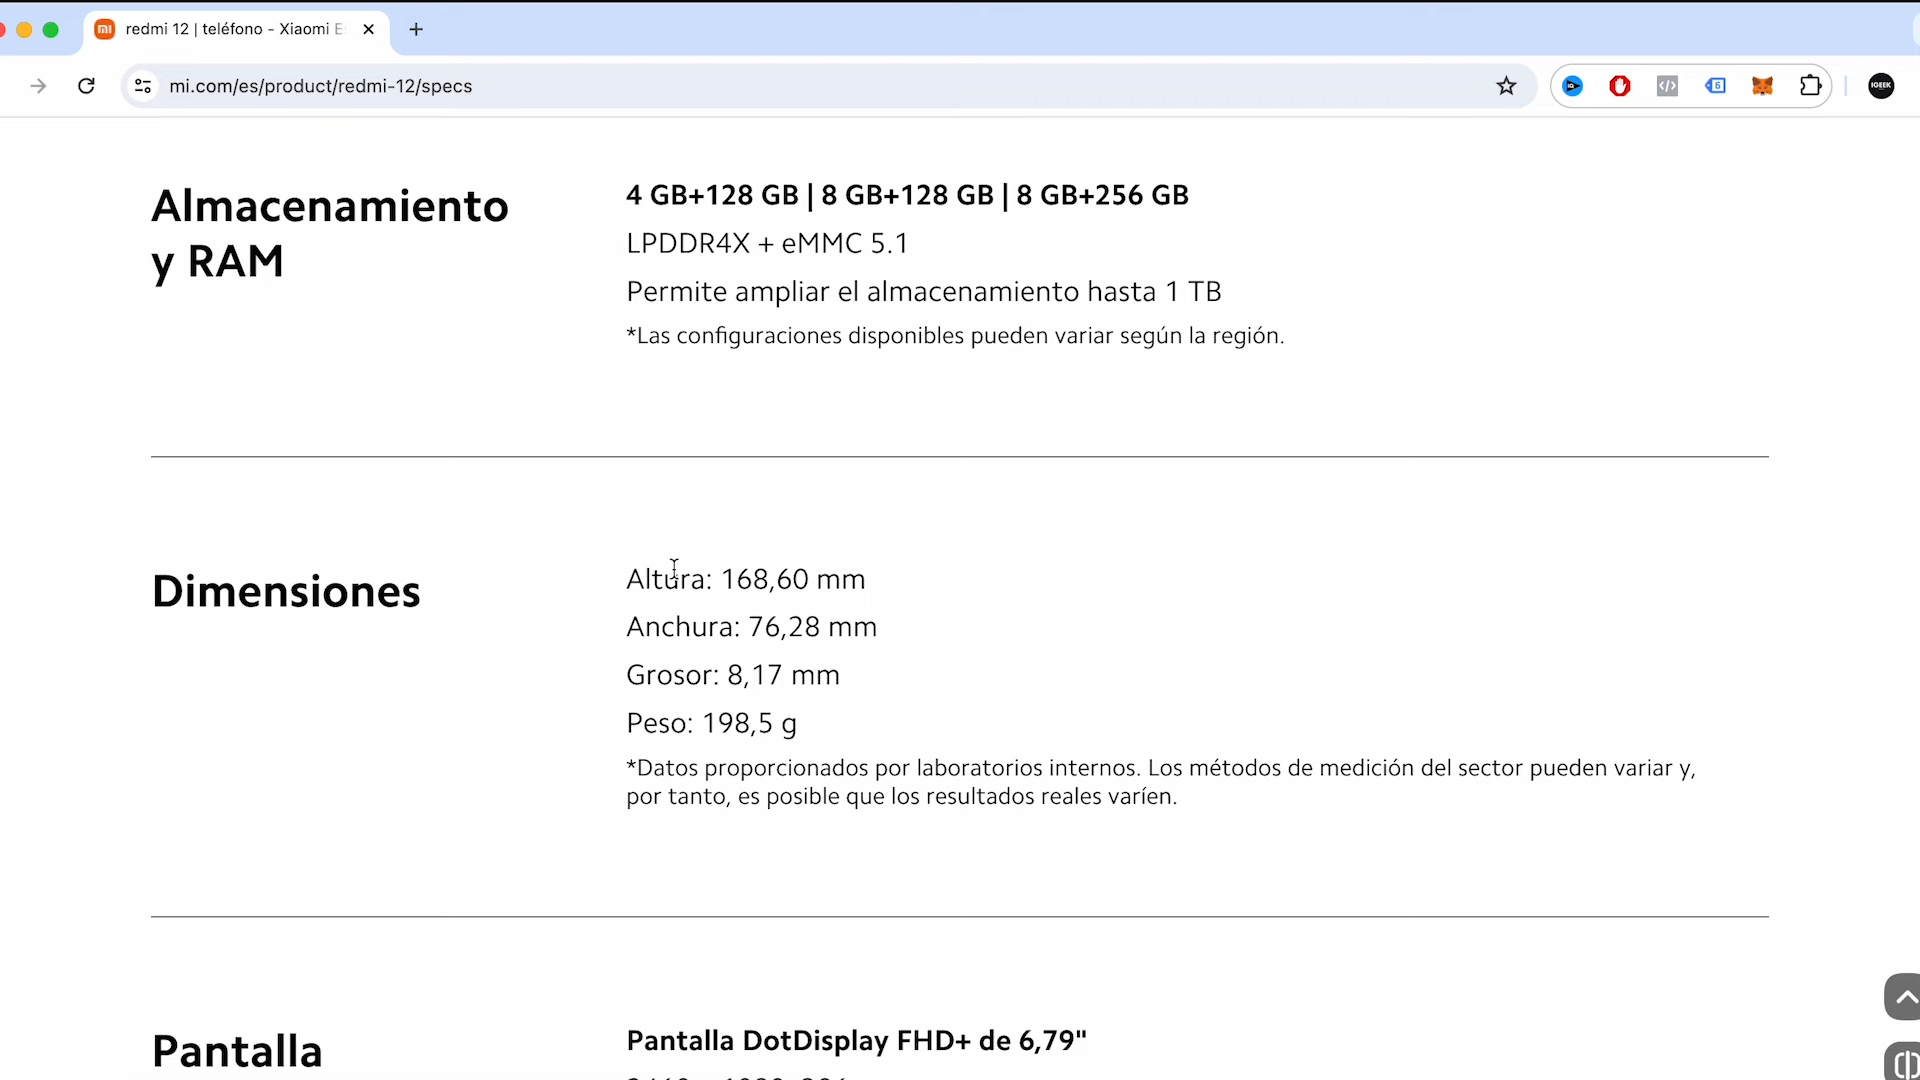 redmi 12 | teléfono - Xiaomi E
mi.com/es/product/redmi-12/specs
IGEEK
Almacenamiento
y RAM
4 GB+128 GB | 8 GB+128 GB | 8 GB+256 GB
LPDDR4X + eMMC 5.1
Permite ampliar el almacenamiento hasta 1 TB
*Las configuraciones disponibles pueden variar según la región.
Dimensiones
Altura: 168,60 mm
Anchura: 76,28 mm
Grosor: 8,17 mm
Peso: 198,5 g
*Datos proporcionados por laboratorios internos. Los métodos de medición del sector pueden variar y,
por tanto, es posible que los resultados reales varíen.
Pantalla
Pantalla DotDisplay FHD+ de 6,79"